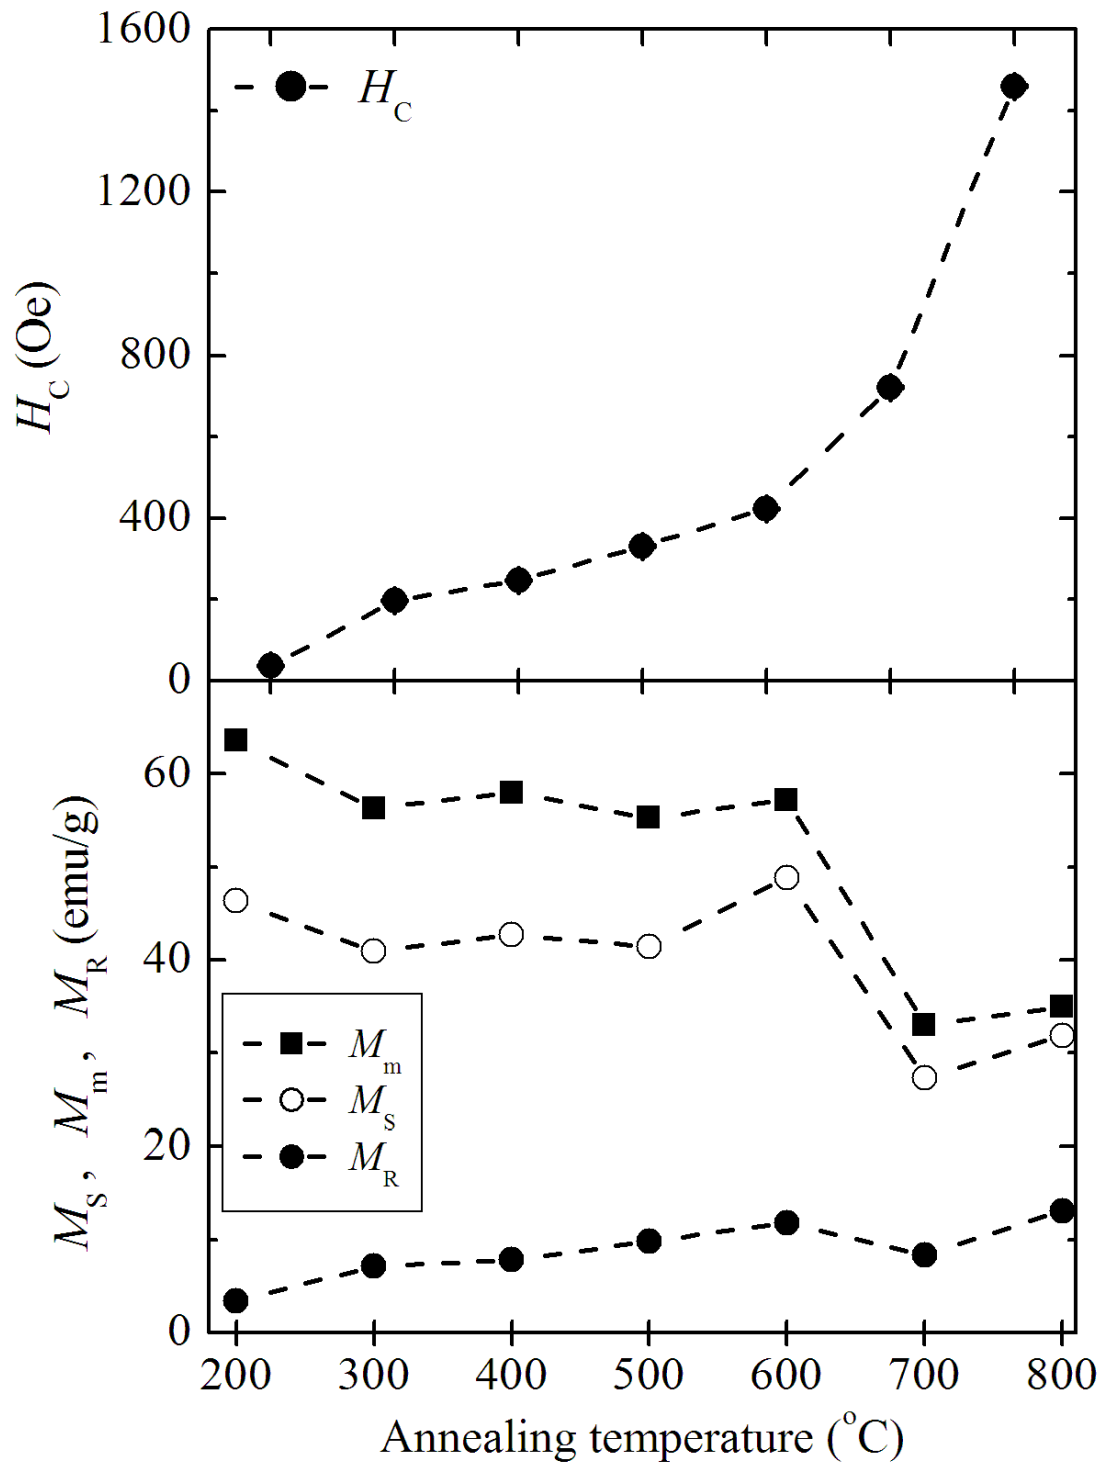 1600
H_C
1200
H_C (Oe)
800
400
0
60
M_S, M_m, M_R (emu/g)
40
M_m
M_S
20
M_R
0
200 300 400 500 600 700 800
Annealing temperature (°C)